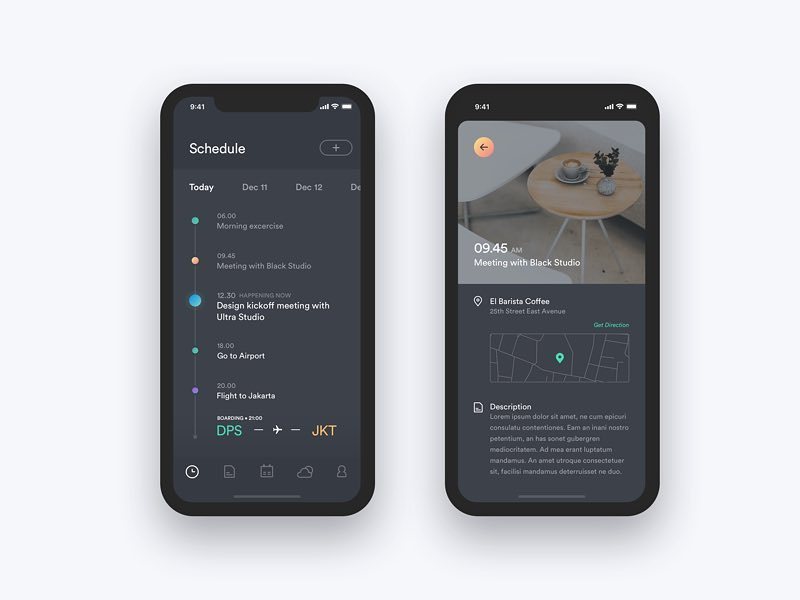 9:41
Schedule
Today Dec 11 Dec 12 De
06.00
Morning excercise
09.45
Meeting with Black Studio
12.30 HAPPENING NOW
Design kickoff meeting with
Ultra Studio
18.00
Go to Airport
20.00
Flight to Jakarta
BOARDING • 21:00
DPS — — JKT
9:41
09.45 AM
Meeting with Black Studio
El Barista Coffee
25th Street East Avenue
Get Direction
Description
Lorem ipsum dolor sit amet, ne cum epicuri
consulatu contentiones. Eam an inani nostro
petentium, an has sonet gubergren
mediocritatem. Ad mea erant luptatum
mandamus. An amet utroque consectetuer
sit, facilisi mandamus deterruisset ne duo.